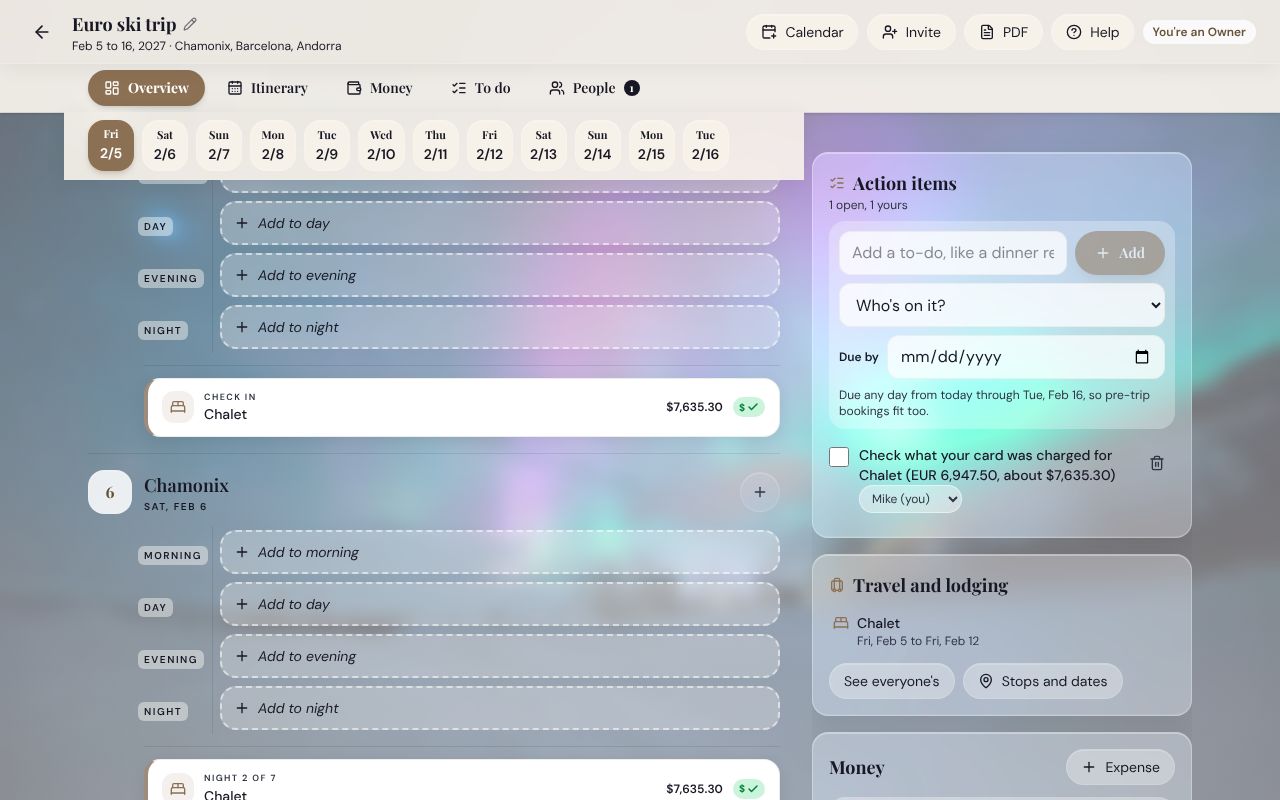 Euro ski trip
Feb 5 to 16, 2027 · Chamonix, Barcelona, Andorra
Calendar
Invite
PDF
Help
You're an Owner
Overview
Itinerary
Money
To do
People 1
Fri 2/5
Sat 2/6
Sun 2/7
Mon 2/8
Tue 2/9
Wed 2/10
Thu 2/11
Fri 2/12
Sat 2/13
Sun 2/14
Mon 2/15
Tue 2/16
DAY
+ Add to day
EVENING
+ Add to evening
NIGHT
+ Add to night
CHECK IN
Chalet
$7,635.30
$
6
Chamonix
SAT, FEB 6
MORNING
+ Add to morning
DAY
+ Add to day
EVENING
+ Add to evening
NIGHT
+ Add to night
NIGHT 2 OF 7
Chalet
$7,635.30
$
Action items
1 open, 1 yours
Add a to-do, like a dinner re
+ Add
Who's on it?
Due by
mm/dd/yyyy
Due any day from today through Tue, Feb 16, so pre-trip
bookings fit too.
Check what your card was charged for
Chalet (EUR 6,947.50, about $7,635.30)
Mike (you)
Travel and lodging
Chalet
Fri, Feb 5 to Fri, Feb 12
See everyone's
Stops and dates
Money
+ Expense